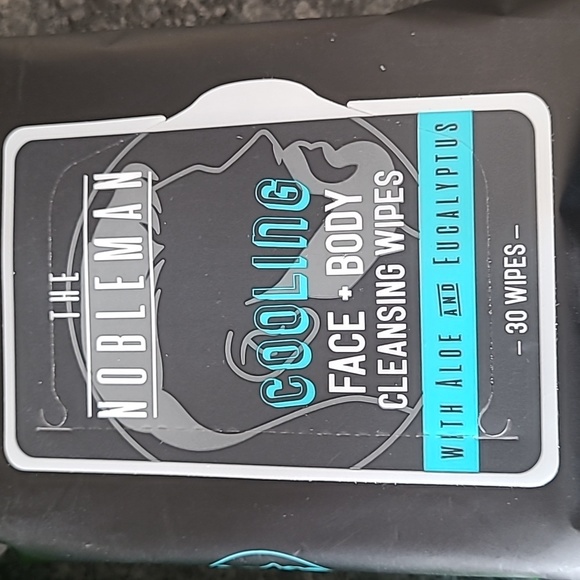 THE
NOBLEMAN
COOLING
FACE + BODY
CLEANSING WIPES
WITH ALOE AND EUCALYPTUS
– 30 WIPES –